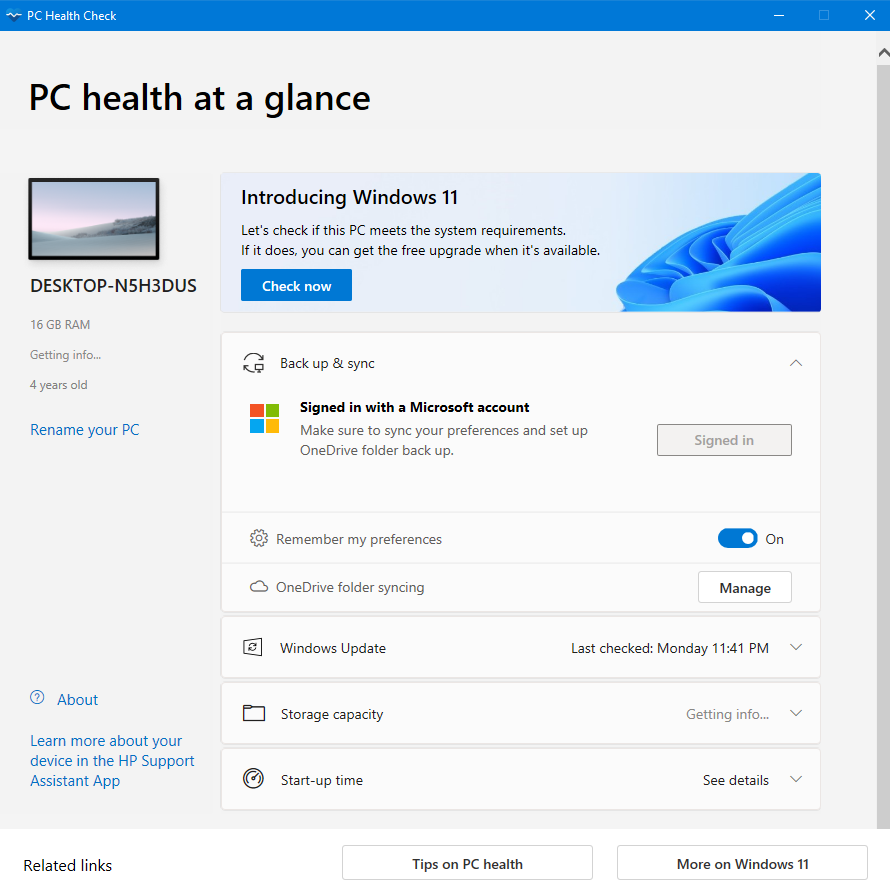 PC Health Check
PC health at a glance
DESKTOP-N5H3DUS
16 GB RAM
Getting info...
4 years old
Rename your PC
About
Learn more about your
device in the HP Support
Assistant App
Introducing Windows 11
Let's check if this PC meets the system requirements.
If it does, you can get the free upgrade when it's available.
Check now
Back up & sync
Signed in with a Microsoft account
Make sure to sync your preferences and set up
OneDrive folder back up.
Signed in
Remember my preferences On
OneDrive folder syncing Manage
Windows Update Last checked: Monday 11:41 PM
Storage capacity Getting info...
Start-up time See details
Related links Tips on PC health More on Windows 11